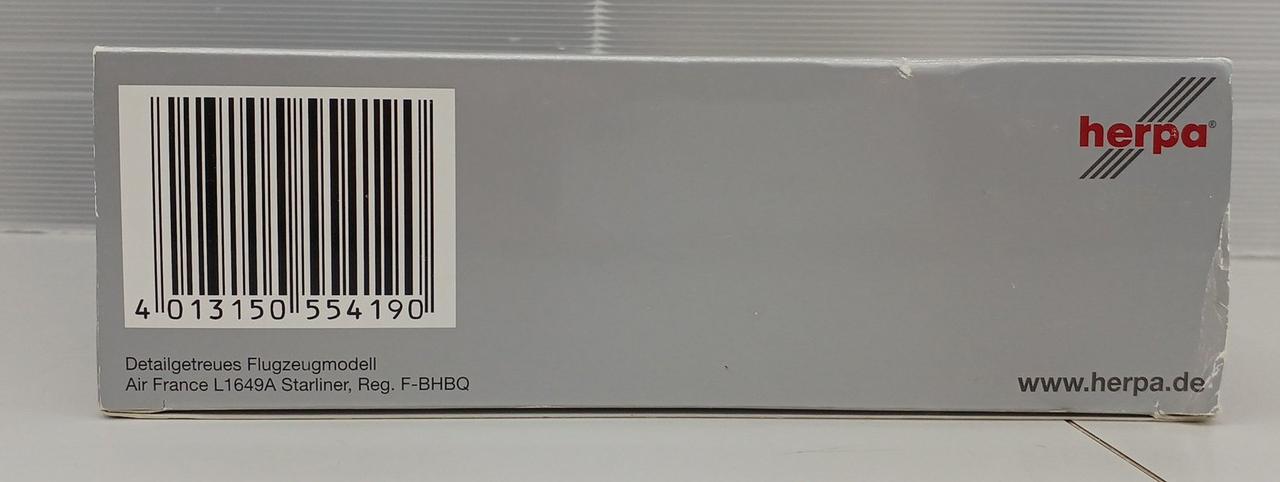 herpa®
4 013150 554190
Detailgetreues Flugzeugmodell
Air France L1649A Starliner, Reg. F-BHBQ
www.herpa.de